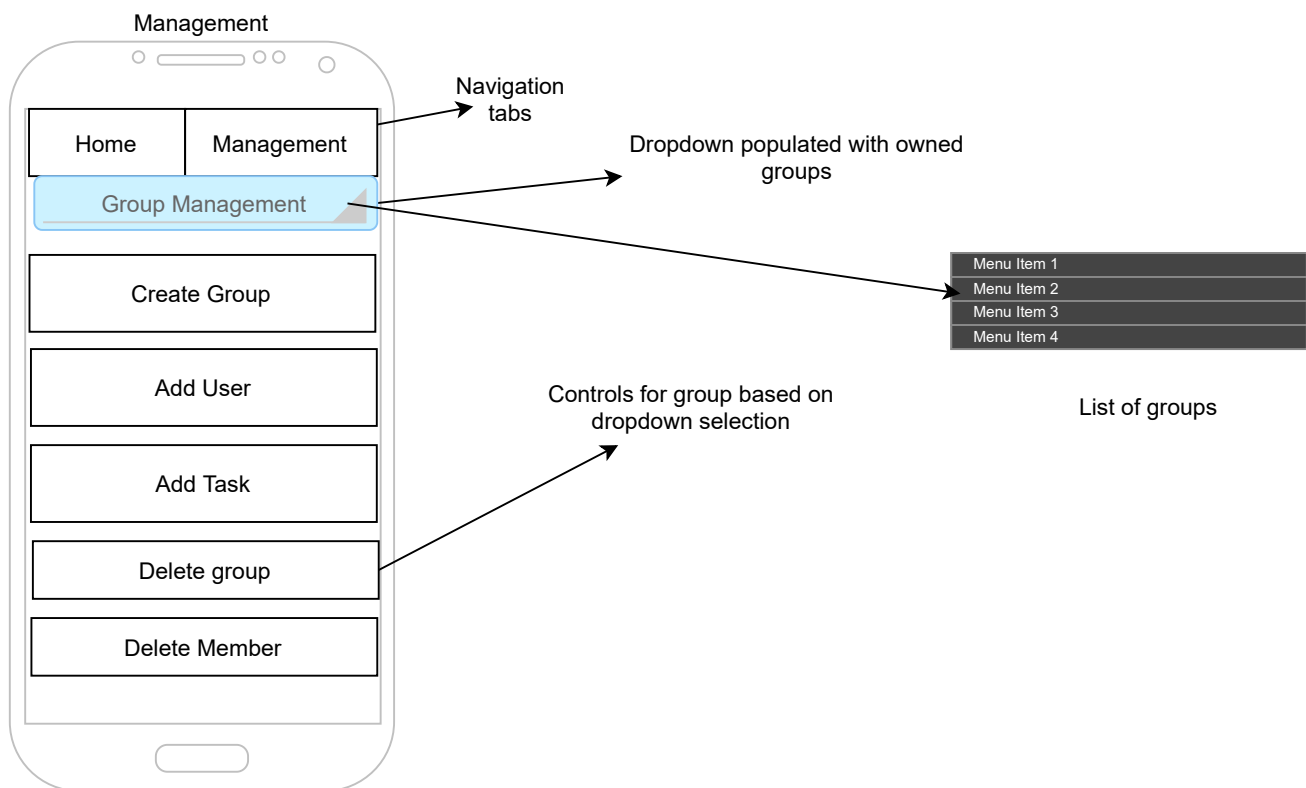 Management
Home
Management
Group Management
Create Group
Add User
Add Task
Delete group
Delete Member
Navigation
tabs
Dropdown populated with owned
groups
Menu Item 1
Menu Item 2
Menu Item 3
Menu Item 4
List of groups
Controls for group based on
dropdown selection